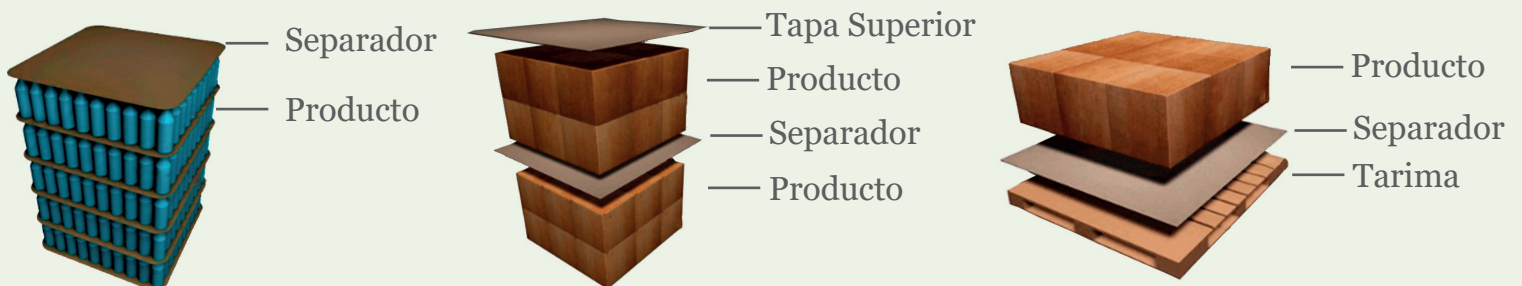 Separador
Producto
Tapa Superior
Producto
Separador
Producto
Producto
Separador
Tarima